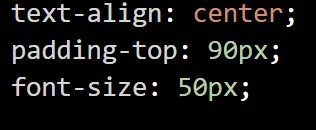 text-align: center;
padding-top: 90px;
font-size: 50px;